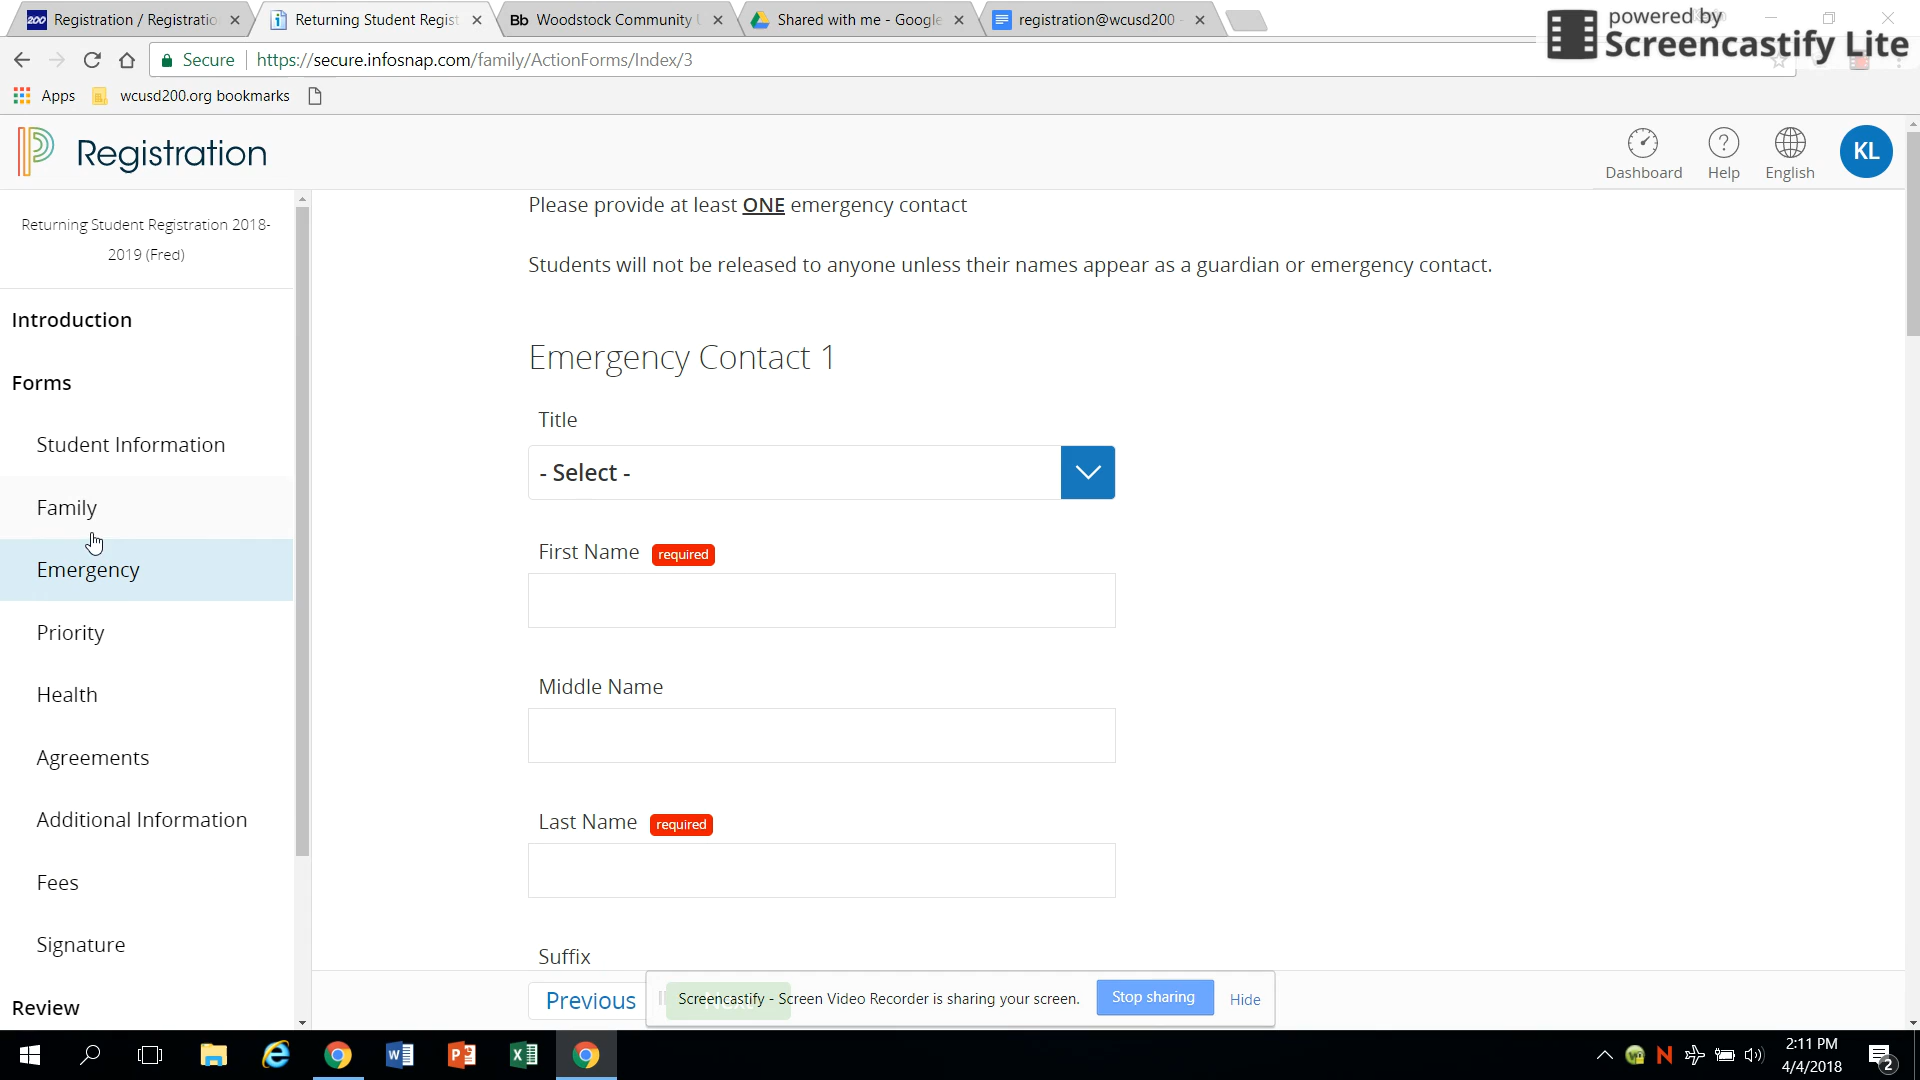 Registration / Registratio
Returning Student Regist
Bb Woodstock Community U
Shared with me - Google
registration@wcusd200 -
powered by
Screencastify Lite
Secure https://secure.infosnap.com/family/ActionForms/Index/3
Apps wcusd200.org bookmarks
Registration
Dashboard
Help
English
KL
Returning Student Registration 2018-
2019 (Fred)
Introduction
Forms
Student Information
Family
Emergency
Priority
Health
Agreements
Additional Information
Fees
Signature
Review
Please provide at least ONE emergency contact
Students will not be released to anyone unless their names appear as a guardian or emergency contact.
Emergency Contact 1
Title
- Select -
First Name required
Middle Name
Last Name required
Suffix
Previous
Screencastify - Screen Video Recorder is sharing your screen.
Stop sharing
Hide
2:11 PM
4/4/2018
2